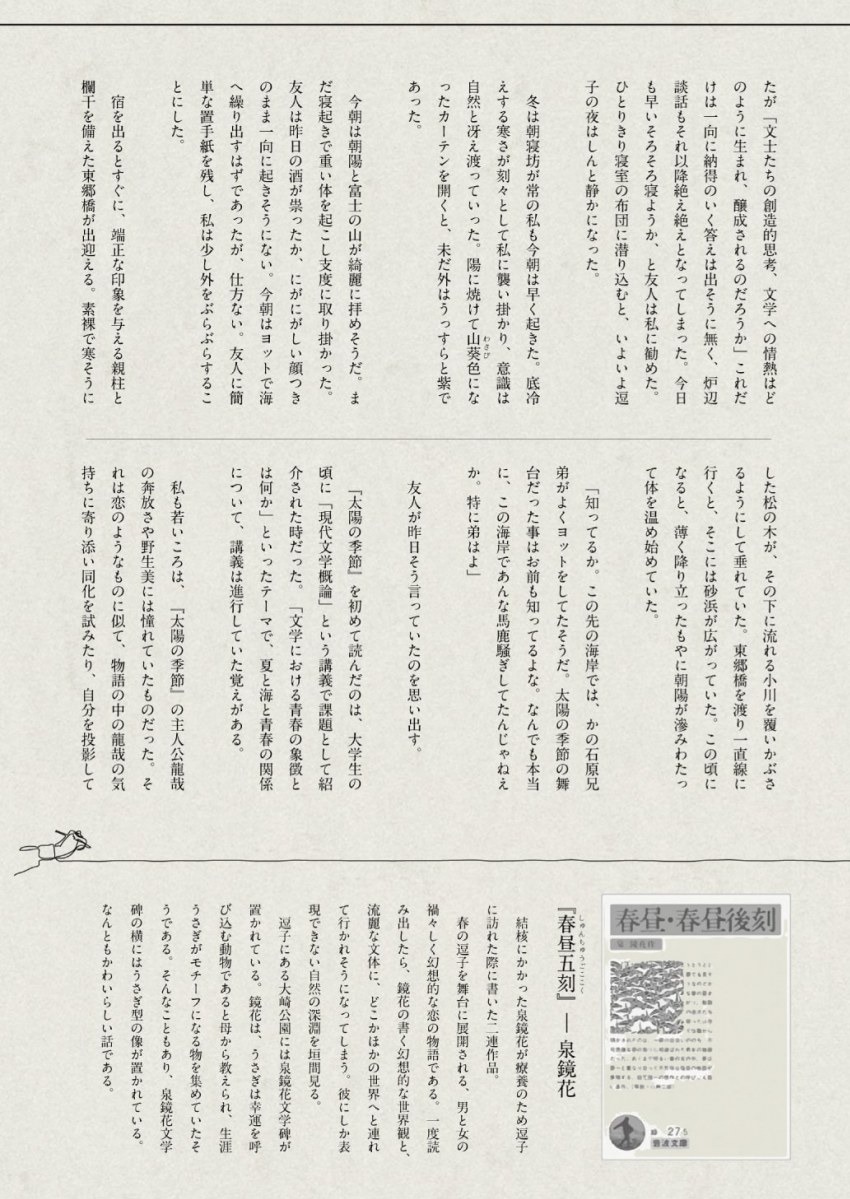 たが「文士たちの創造的思考、文学への情熱はど
のように生まれ、醸成されるのだろうか」これだ
けは一向に納得のいく答えは出そうに無く、炉辺
談話もそれ以降絶え絶えとなってしまった。今日
も早いそろそろ寝ようか、と友人は私に勧めた。
ひとりきり寝室の布団に潜り込むと、いよいよ逗
子の夜はしんと静かになった。
冬は朝寝坊が常の私も今朝は早く起きた。底冷
えする寒さが刻々として私に襲い掛かり、意識は
自然と冴え渡っていった。陽に焼けて山葵色にな
わさび
ったカーテンを開くと、未だ外はうっすらと紫で
あった。
今朝は朝陽と富士の山が綺麗に拝めそうだ。ま
だ寝起きで重い体を起こし支度に取り掛かった。
友人は昨日の酒が祟ったか、にがにがしい顔つき
のまま一向に起きそうにない。今朝はヨットで海
へ繰り出すはずであったが、仕方ない。友人に簡
単な置手紙を残し、私は少し外をぶらぶらするこ
とにした。
宿を出るとすぐに、端正な印象を与える親柱と
欄干を備えた東郷橋が出迎える。素裸で寒そうに
した松の木が、その下に流れる小川を覆いかぶさ
るようにして垂れていた。東郷橋を渡り一直線に
行くと、そこには砂浜が広がっていた。この頃に
なると、薄く降り立ったもやに朝陽が滲みわたっ
て体を温め始めていた。
「知ってるか。この先の海岸では、かの石原兄
弟がよくヨットをしてたそうだ。太陽の季節の舞
台だった事はお前も知ってるよな。なんでも本当
に、この海岸であんな馬鹿騒ぎしてたんじゃねえ
か。特に弟はよ」
友人が昨日そう言っていたのを思い出す。
『太陽の季節』を初めて読んだのは、大学生の
頃に「現代文学概論」という講義で課題として紹
介された時だった。「文学における青春の象徴と
は何か」といったテーマで、夏と海と青春の関係
について、講義は進行していた覚えがある。
私も若いころは、『太陽の季節』の主人公龍哉
の奔放さや野生美には憧れていたものだった。そ
れは恋のようなものに似て、物語の中の龍哉の気
持ちに寄り添い同化を試みたり、自分を投影して
春昼・春昼後刻
泉鏡花作
緑 27-5
岩波文庫
『春昼五刻』— 泉鏡花
しゅんちゅうごこく
結核にかかった泉鏡花が療養のため逗子
に訪れた際に書いた二連作品。
春の逗子を舞台に展開される、男と女の
禍々しく幻想的な恋の物語である。一度読
み出したら、鏡花の書く幻想的な世界観と、
流麗な文体に、どこかほかの世界へと連れ
て行かれそうになってしまう。彼にしか表
現できない自然の深淵を垣間見る。
逗子にある大崎公園には泉鏡花文学碑が
置かれている。鏡花は、うさぎは幸運を呼
び込む動物であると母から教えられ、生涯
うさぎがモチーフになる物を集めていたそ
うである。そんなこともあり、泉鏡花文学
碑の横にはうさぎ型の像が置かれている。
なんともかわいらしい話である。